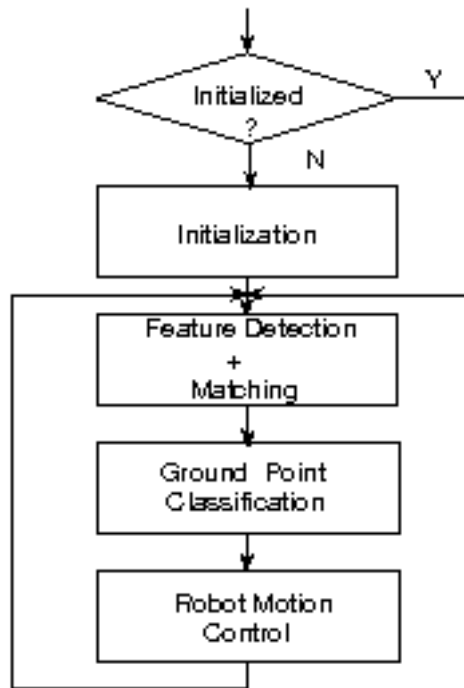 Initialized
?
Y
N
Initialization
Feature Detection
+
Matching
Ground Point
Classification
Robot Motion
Control